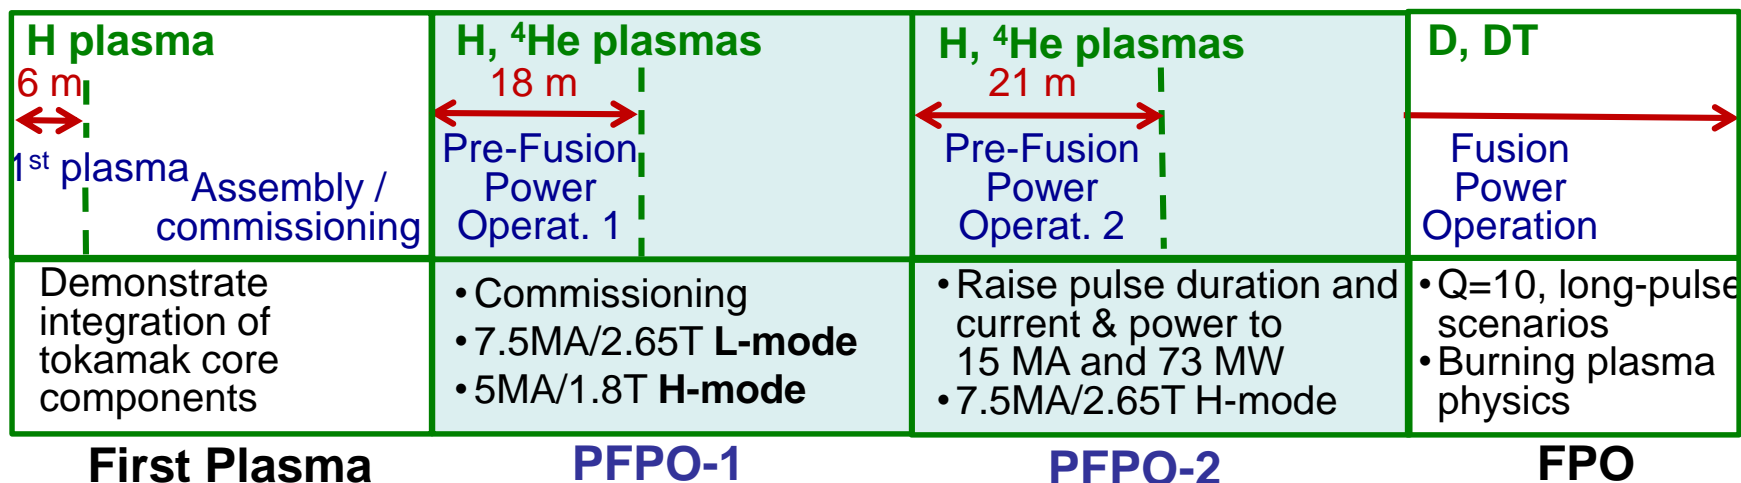 H plasma
6 m
1st plasma
Assembly /
commissioning
Demonstrate
integration of
tokamak core
components
First Plasma
H, ⁴He plasmas
18 m
Pre-Fusion
Power
Operat. 1
•Commissioning
•7.5MA/2.65T L-mode
•5MA/1.8T H-mode
PFPO-1
H, ⁴He plasmas
21 m
Pre-Fusion
Power
Operat. 2
•Raise pulse duration and
current & power to
15 MA and 73 MW
•7.5MA/2.65T H-mode
PFPO-2
D, DT
Fusion
Power
Operation
•Q=10, long-pulse
scenarios
•Burning plasma
physics
FPO